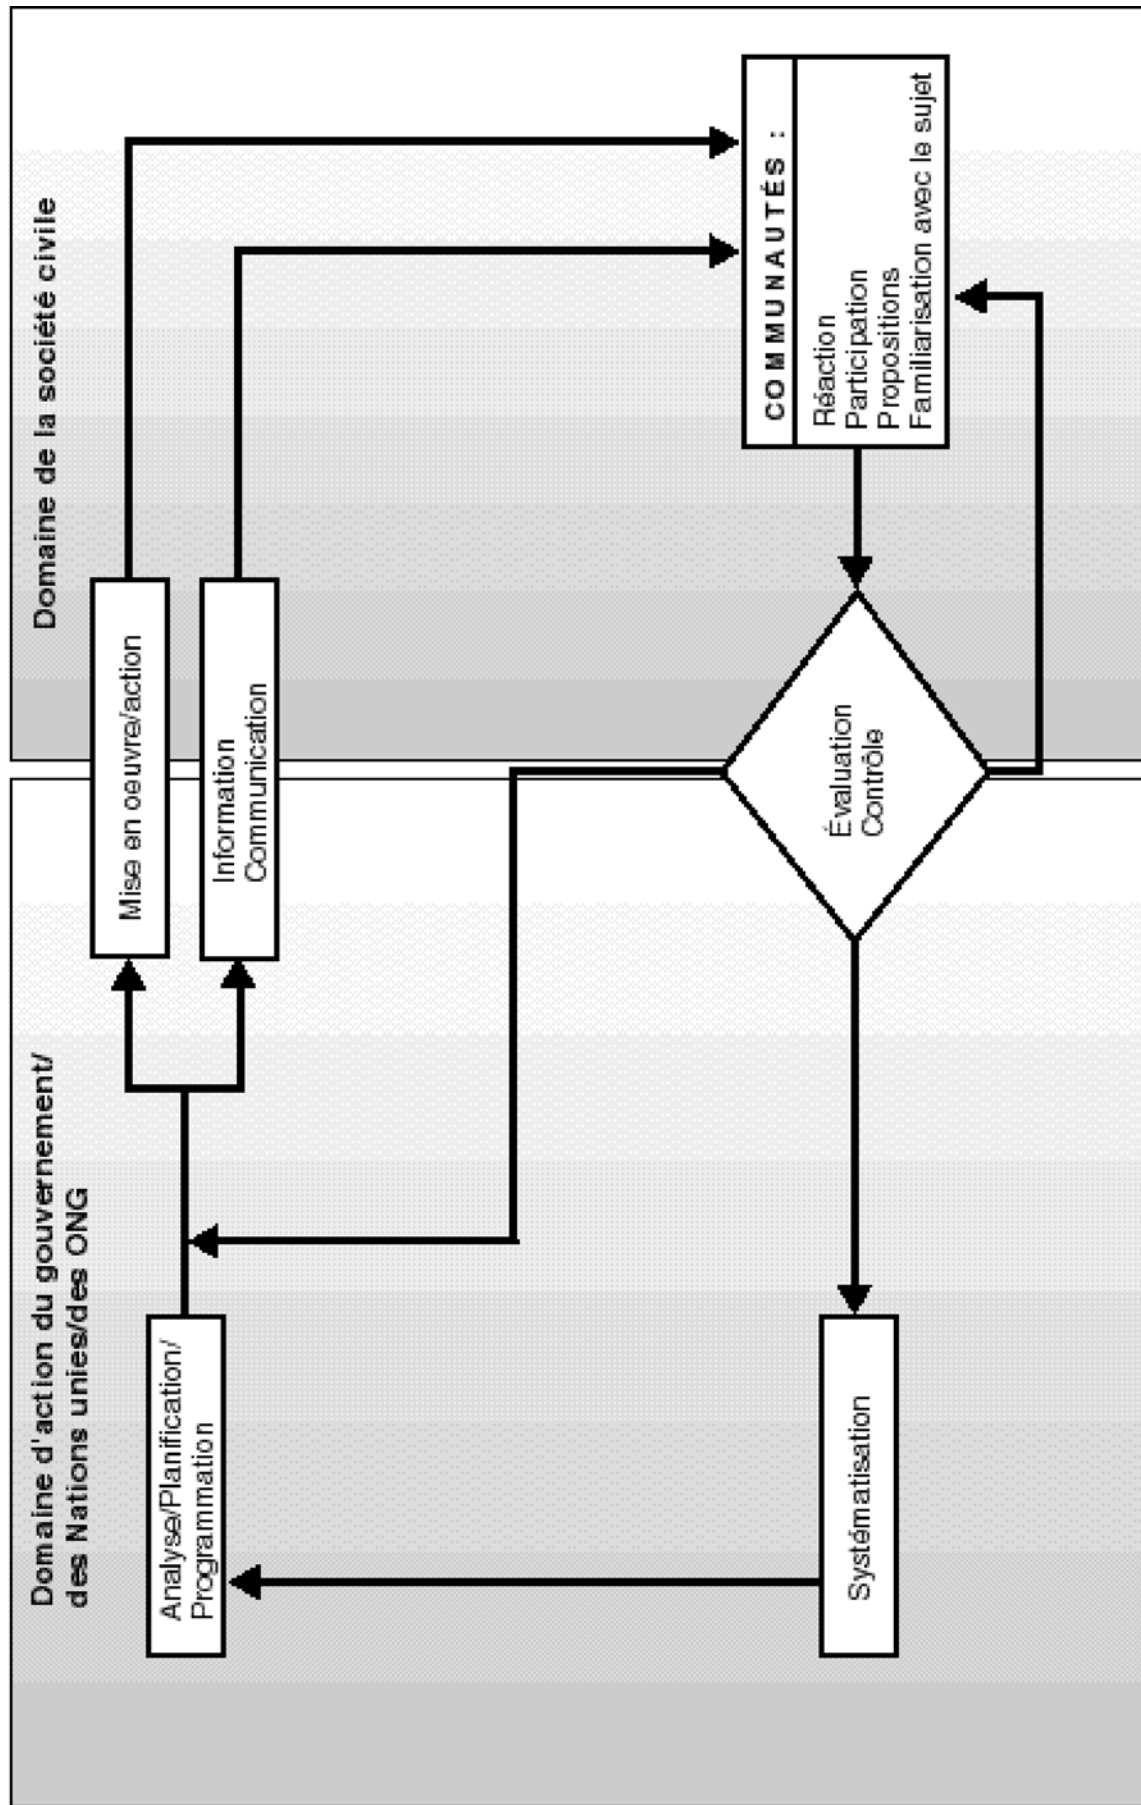 Domaine d'action du gouvernement/
des Nations unies/des ONG
Domaine de la société civile
Analyse/Planification/
Programmation
Mise en oeuvre/action
Information
Communication
COMMUNAUTÉS :
Réaction
Participation
Propositions
Familiarisation avec le sujet
Évaluation
Contrôle
Systématisation